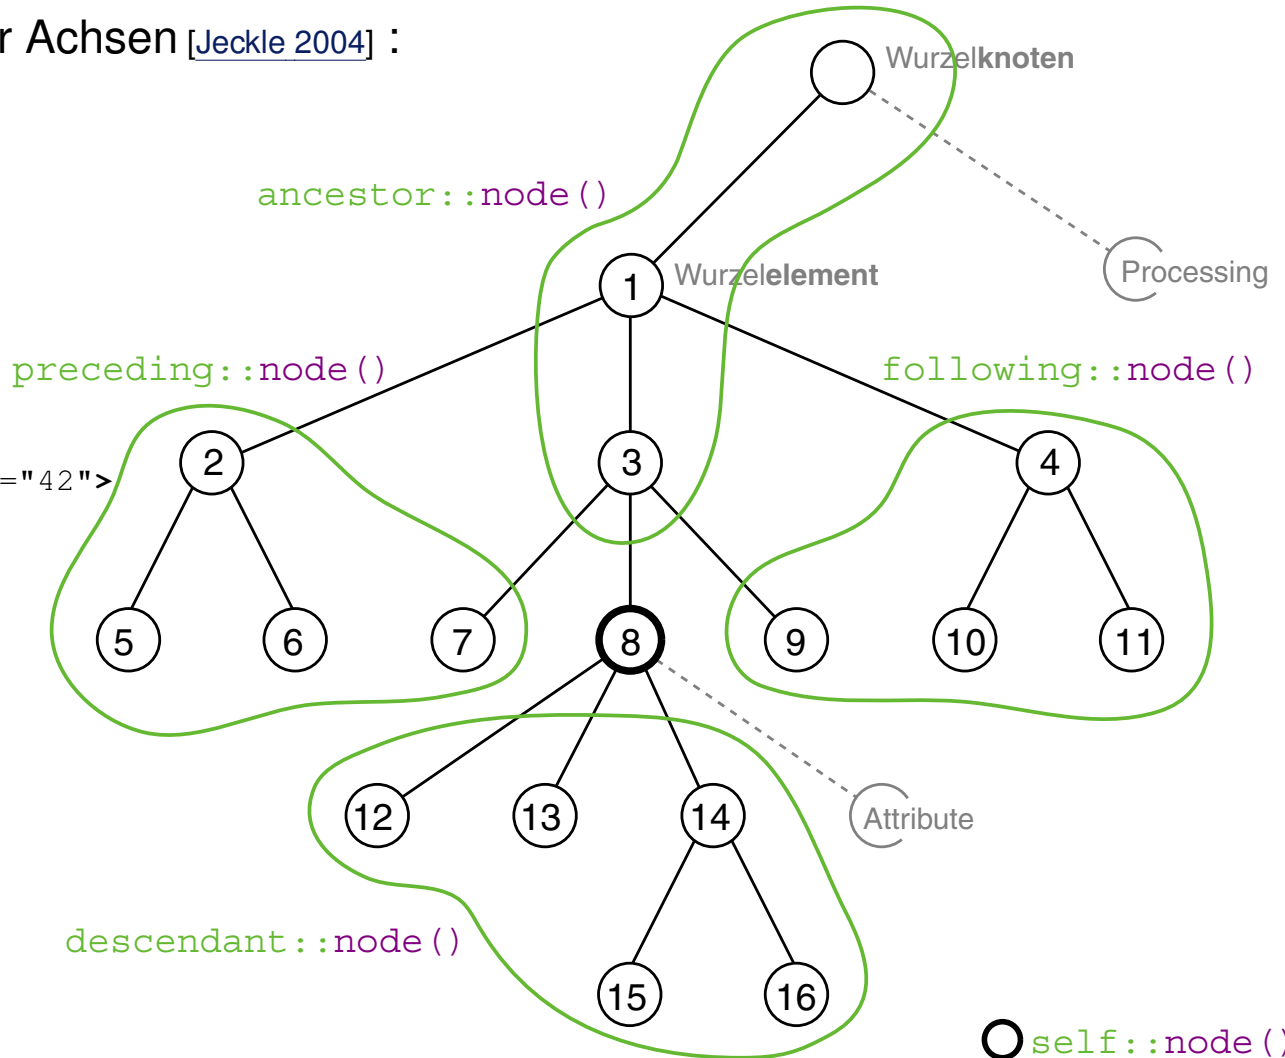 r Achsen [Jeckle 2004] :
Wurzelknoten
ancestor::node()
Processing
1 Wurzelelement
preceding::node() following::node()
2 3 4
="42">
5 6 7 8 9 10 11
12 13 14 Attribute
descendant::node()
15 16
self::node()